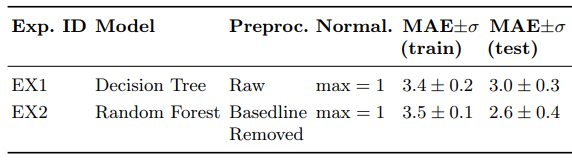 Exp. ID Model Preproc. Normal. MAE±σ MAE±σ
(train) (test)
EX1 Decision Tree Raw max = 1 3.4 ± 0.2 3.0 ± 0.3
EX2 Random Forest Basedline max = 1 3.5 ± 0.1 2.6 ± 0.4
Removed